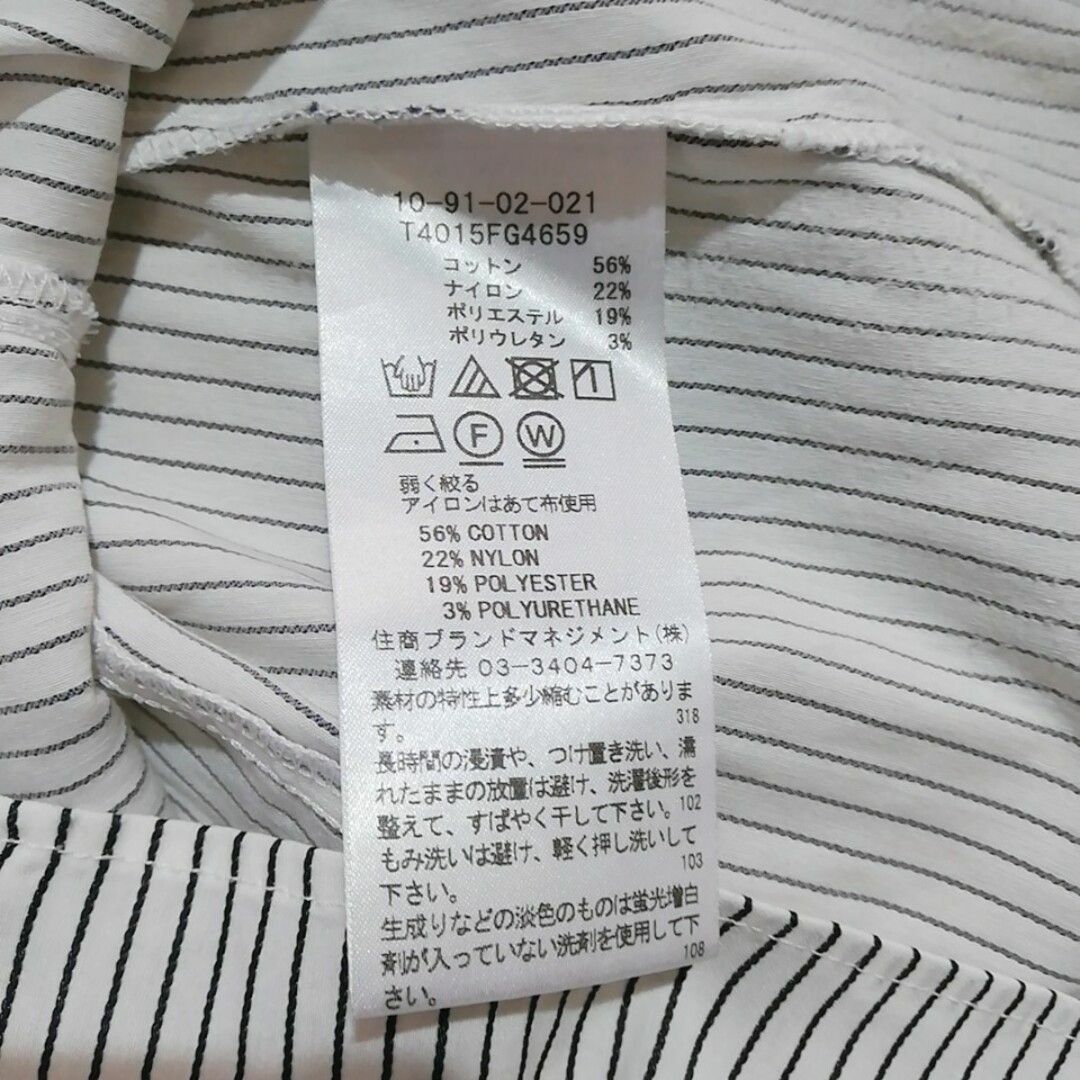 10-91-02-021
T4015FG4659
コットン 56%
ナイロン 22%
ポリエステル 19%
ポリウレタン 3%
F W
弱く絞る
アイロンはあて布使用
56% COTTON
22% NYLON
19% POLYESTER
3% POLYURETHANE
住商ブランドマネジメント(株)
連絡先 03-3404-7373
素材の特性上多少縮むことがありま
す。 318
長時間の浸漬や、つけ置き洗い、濡
れたままの放置は避け、洗濯後形を
整えて、すばやく干して下さい。102
もみ洗いは避け、軽く押し洗いして
下さい。 103
生成りなどの淡色のものは蛍光増白
剤が入っていない洗剤を使用して下
さい。 108